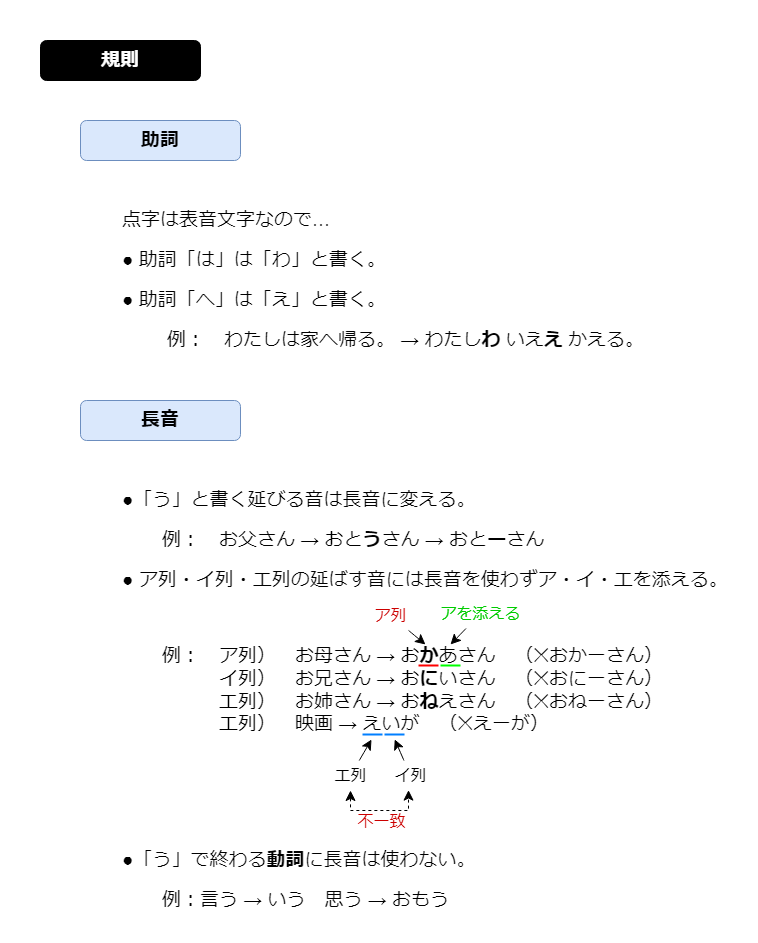 規則
助詞
点字は表音文字なので…
● 助詞「は」は「わ」と書く。
● 助詞「へ」は「え」と書く。
例： わたしは家へ帰る。 → わたしわ いええ かえる。
長音
●「う」と書く延びる音は長音に変える。
例： お父さん → おとうさん → おとーさん
● ア列・イ列・エ列の延ばす音には長音を使わずア・イ・エを添える。
ア列 アを添える
例： ア列） お母さん → おかあさん （×おかーさん）
イ列） お兄さん → おにいさん （×おにーさん）
エ列） お姉さん → おねえさん （×おねーさん）
エ列） 映画 → えいが （×えーが）
エ列 イ列
不一致
●「う」で終わる動詞に長音は使わない。
例：言う → いう 思う → おもう